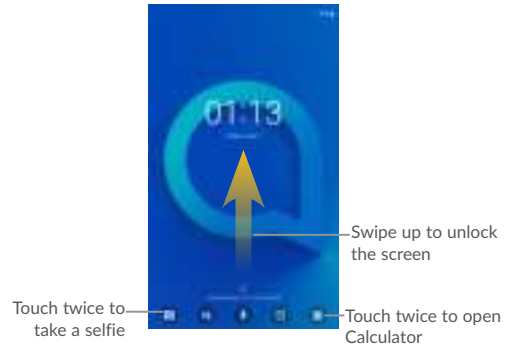 01:13
Swipe up to unlock
the screen
Touch twice to
take a selfie
Touch twice to open
Calculator